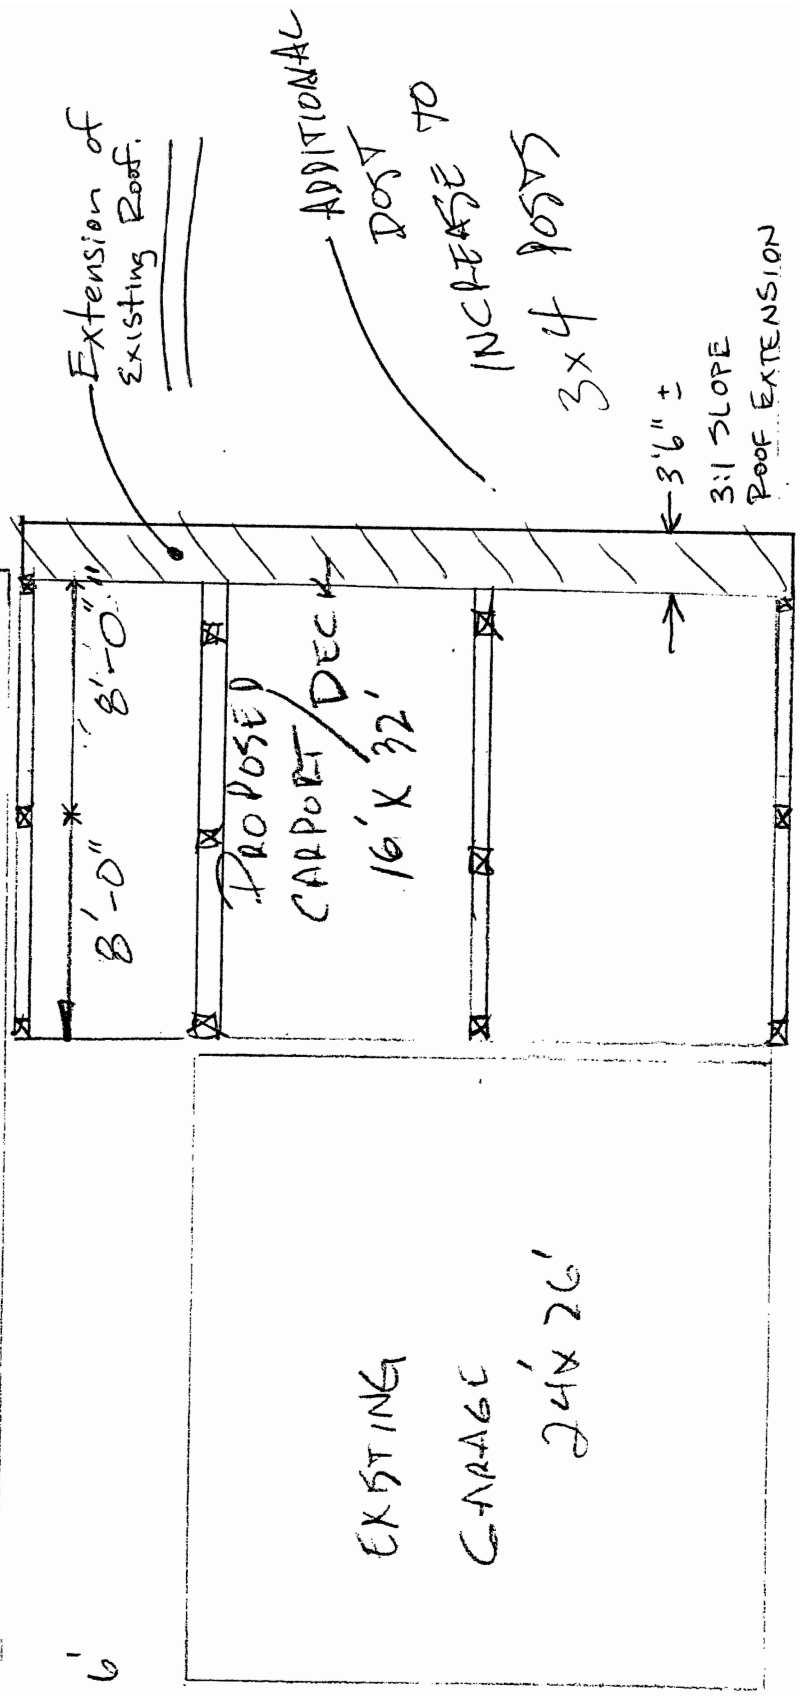 Extension of
Existing Roof.
ADDITIONAL
POST
INCREASE TO
3x4 POSTS
3'6" ±
3:1 SLOPE
ROOF EXTENSION
8'-0"
8'-0"
PROPOSED
CARPORT DECK
16' X 32'
6'
EXISTING
GARAGE
24' x 26'